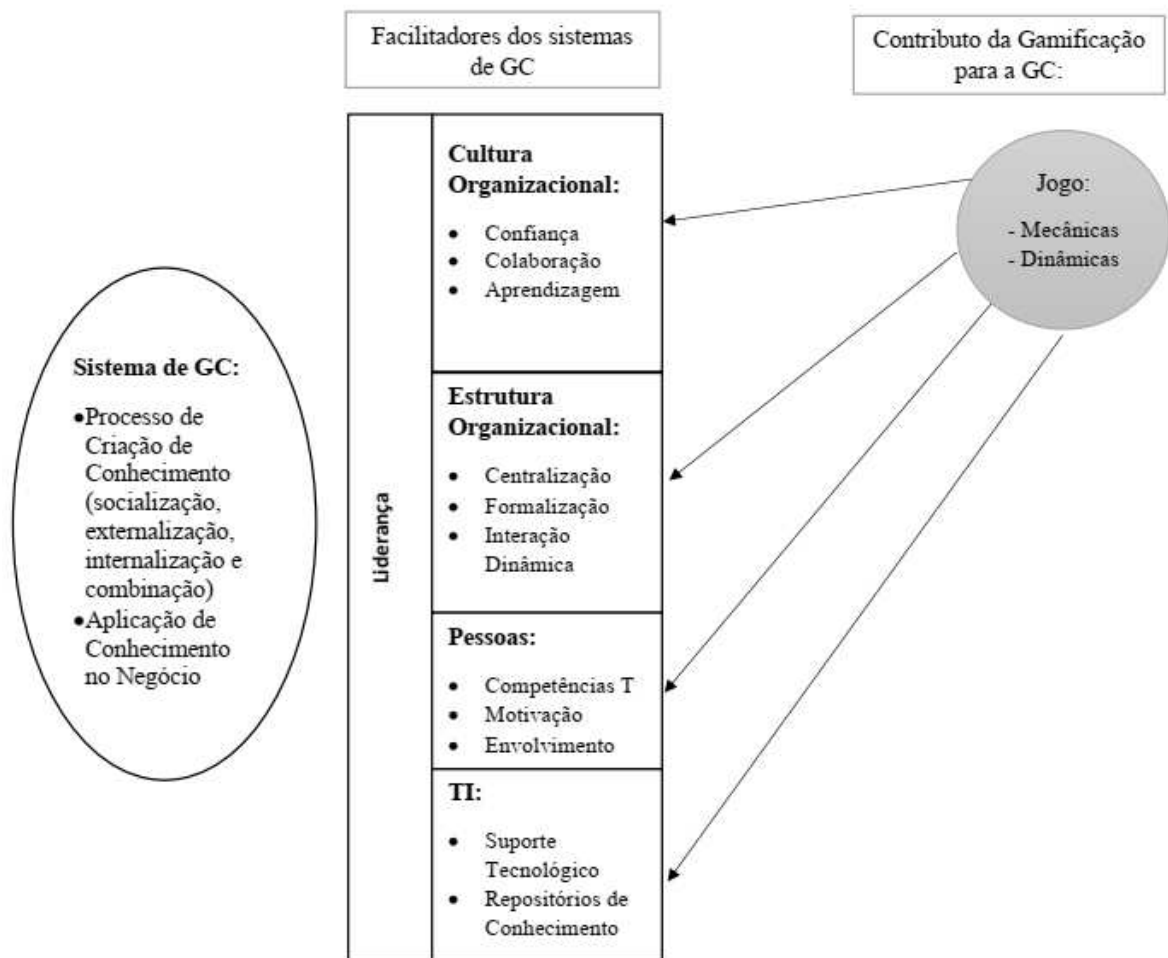 Facilitadores dos sistemas
de GC
Contributo da Gamificação
para a GC:
Sistema de GC:
•Processo de
Criação de
Conhecimento
(socialização,
externalização,
internalização e
combinação)
•Aplicação de
Conhecimento
no Negócio
Liderança
Cultura
Organizacional:
• Confiança
• Colaboração
• Aprendizagem
Estrutura
Organizacional:
• Centralização
• Formalização
• Interação
Dinâmica
Pessoas:
• Competências T
• Motivação
• Envolvimento
TI:
• Suporte
Tecnológico
• Repositórios de
Conhecimento
Jogo:
- Mecânicas
- Dinâmicas